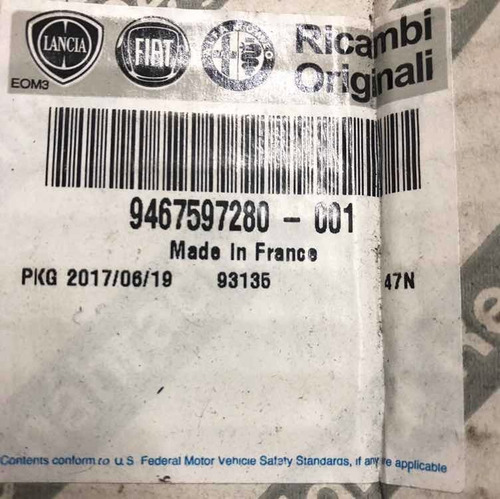 LANCIA FIAT Ricambi
EOM3 Originali
9467597280 - 001
Made In France
PKG 2017/06/19 93135 47N
Contents conform to U.S. Federal Motor Vehicle Safety Standards, if any are applicable